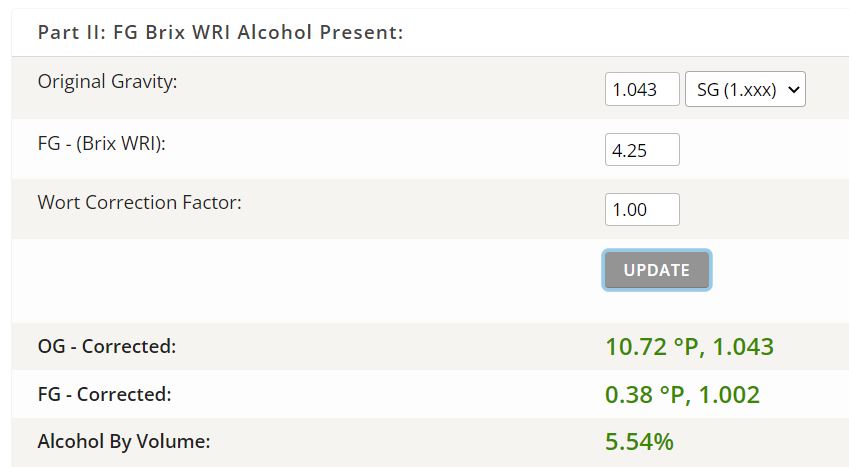 Part II: FG Brix WRI Alcohol Present:
Original Gravity: 1.043 SG (1.xxx)
FG - (Brix WRI): 4.25
Wort Correction Factor: 1.00
UPDATE
OG - Corrected: 10.72 °P, 1.043
FG - Corrected: 0.38 °P, 1.002
Alcohol By Volume: 5.54%